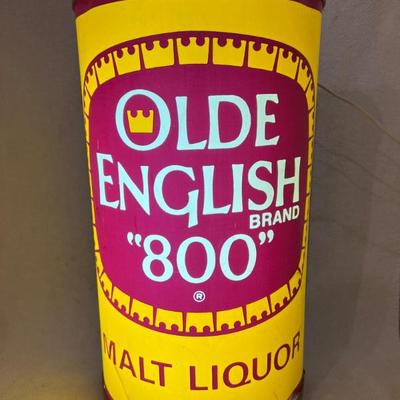 OLDE
ENGLISH
BRAND
"800"
®
MALT LIQUOR